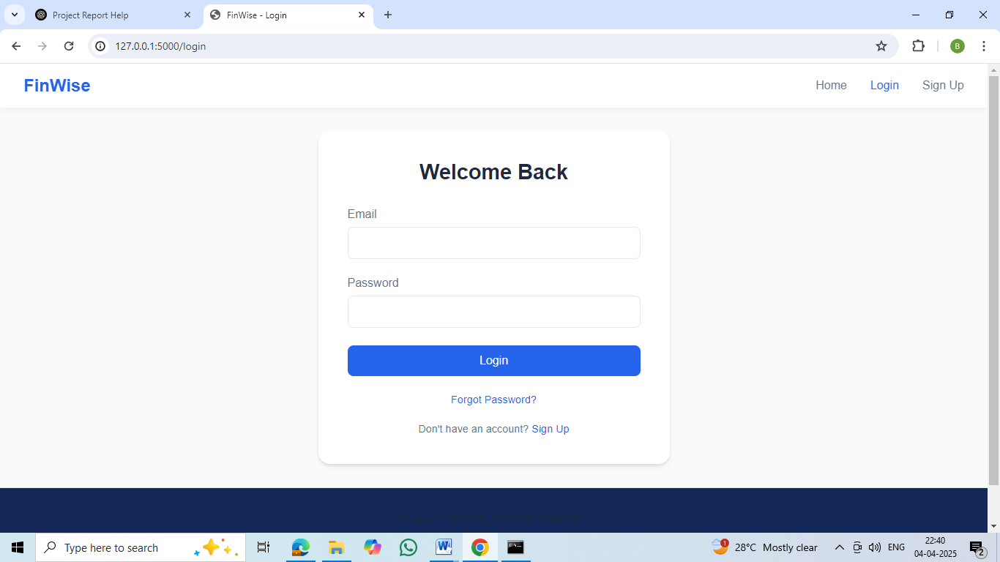 Project Report Help
FinWise - Login
127.0.0.1:5000/login
B
FinWise
Home
Login
Sign Up
Welcome Back
Email
Password
Login
Forgot Password?
Don't have an account? Sign Up
Type here to search
1
28°C Mostly clear
ENG
22:40
04-04-2025
2